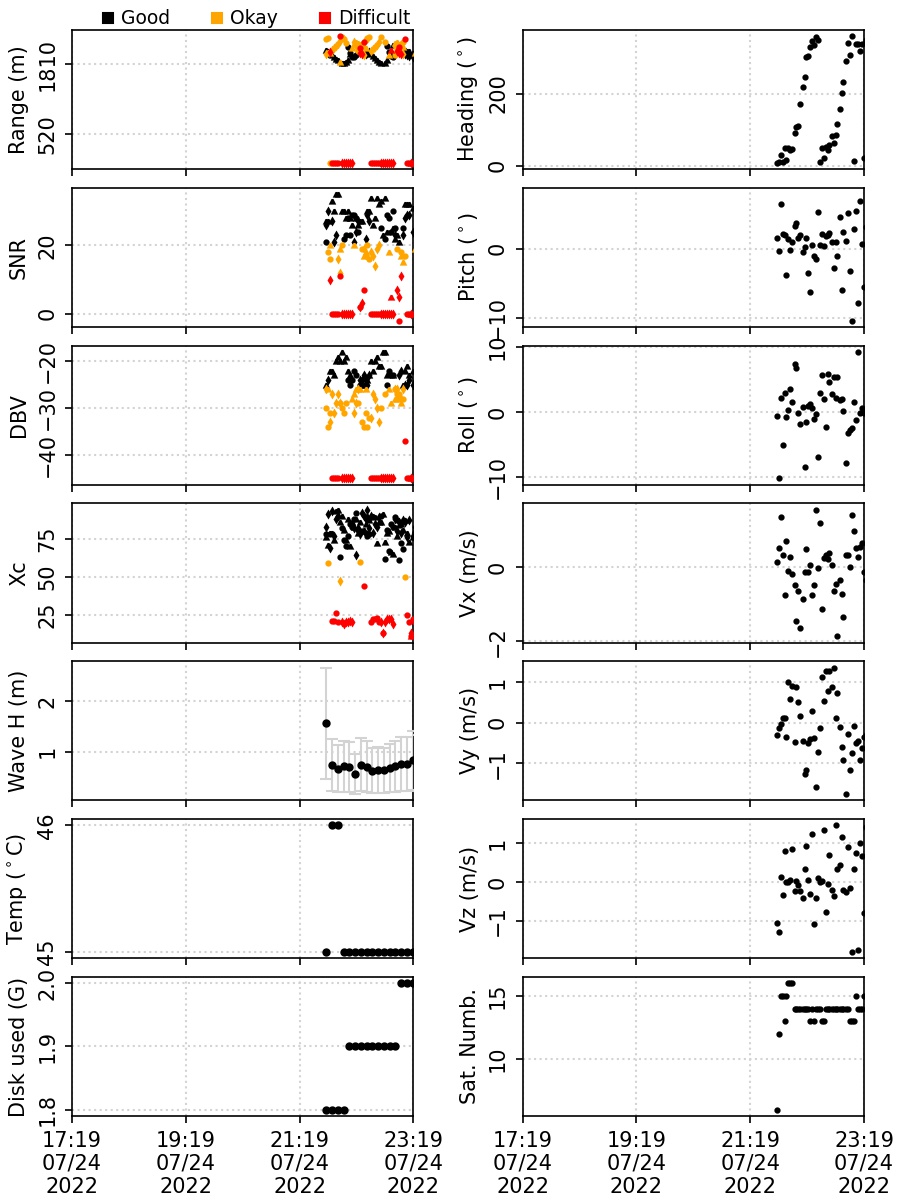 Good Okay Difficult
Range (m)
1810
520
Heading (°)
200
0
SNR
20
0
Pitch (°)
0
−10
DBV
−20
−30
−40
Roll (°)
10
0
−10
Xc
75
50
25
Vx (m/s)
0
−2
Wave H (m)
2
1
Vy (m/s)
1
0
−1
Temp (°C)
46
45
Vz (m/s)
1
0
−1
Disk used (G)
2.0
1.9
1.8
Sat. Numb.
15
10
17:19 19:19 21:19 23:19 17:19 19:19 21:19 23:19
07/24 07/24 07/24 07/24 07/24 07/24 07/24 07/24
2022 2022 2022 2022 2022 2022 2022 2022